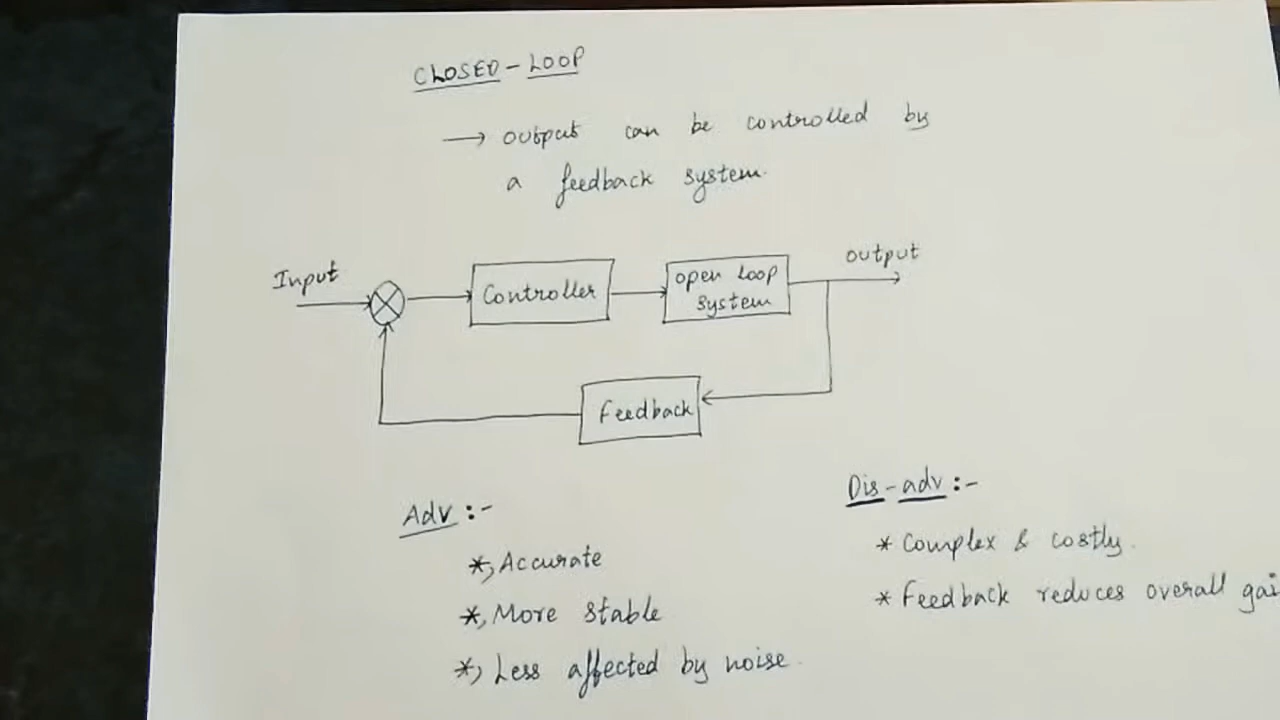 CLOSED - LOOP
→ output can be controlled by
a feedback system.
Input
Controller
open loop
system
output
Feedback
Adv :-
*, Accurate
*, More stable
*, Less affected by noise.
Dis - adv :-
* Complex & costly.
* Feedback reduces overall gai